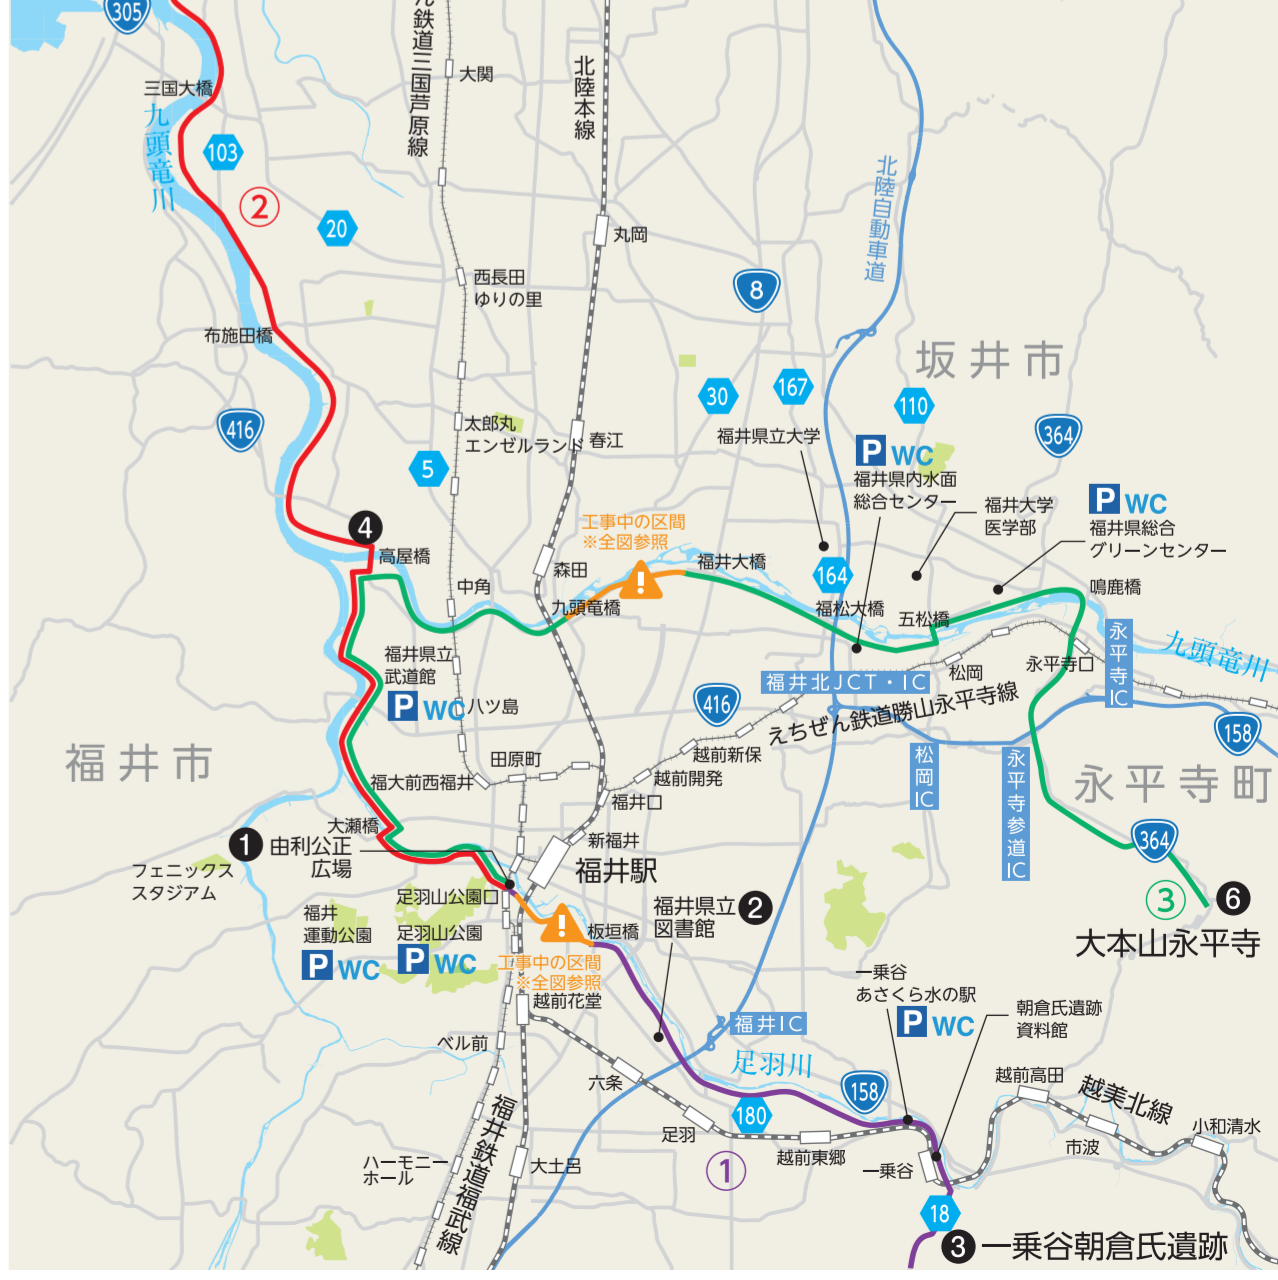 305
ん鉄道三国芦原線
北陸本線
大関
三国大橋
九頭竜川
103
②
20
北陸自動車道
丸岡
西長田
ゆりの里
8
布施田橋
坂井市
30
167
110
364
416
太郎丸
エンゼルランド
春江
5
福井県立大学
P WC
福井県内水面
総合センター
福井大学
医学部
P WC
福井県総合
グリーンセンター
4
高屋橋
工事中の区間
※全図参照
森田
中角
九頭竜橋
福井大橋
164
福松大橋
五松橋
鳴鹿橋
永平寺IC
九頭竜川
福井県立
武道館
P WC
八ツ島
福井北JCT・IC
松岡
永平寺口
416
えちぜん鉄道勝山永平寺線
158
福井市
田原町
越前新保
越前開発
松岡IC
永平寺参道IC
永平寺町
福大前西福井
福井口
大瀬橋
新福井
364
1
由利公正
広場
フェニックス
スタジアム
福井駅
足羽山公園口
福井県立
図書館
2
③
6
大本山永平寺
福井
運動公園
P WC
足羽山公園
P WC
板垣橋
工事中の区間
※全図参照
越前花堂
一乗谷
あさくら水の駅
P WC
朝倉氏遺跡
資料館
福井IC
ベル前
足羽川
六条
158
越前高田
越美北線
180
足羽
越前東郷
一乗谷
市波
小和清水
①
福井鉄道福武線
ハーモニー
ホール
大土呂
18
3
一乗谷朝倉氏遺跡